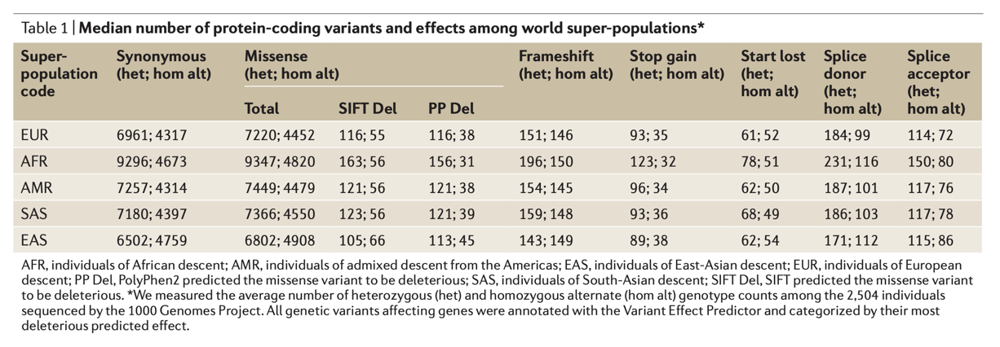 Table 1 | Median number of protein-coding variants and effects among world super-populations*
Super-population code Synonymous (het; hom alt) Missense (het; hom alt) Frameshift (het; hom alt) Stop gain (het; hom alt) Start lost (het; hom alt) Splice donor (het; hom alt) Splice acceptor (het; hom alt)
Total SIFT Del PP Del
EUR 6961; 4317 7220; 4452 116; 55 116; 38 151; 146 93; 35 61; 52 184; 99 114; 72
AFR 9296; 4673 9347; 4820 163; 56 156; 31 196; 150 123; 32 78; 51 231; 116 150; 80
AMR 7257; 4314 7449; 4479 121; 56 121; 38 154; 145 96; 34 62; 50 187; 101 117; 76
SAS 7180; 4397 7366; 4550 123; 56 121; 39 159; 148 93; 36 68; 49 186; 103 117; 78
EAS 6502; 4759 6802; 4908 105; 66 113; 45 143; 149 89; 38 62; 54 171; 112 115; 86
AFR, individuals of African descent; AMR, individuals of admixed descent from the Americas; EAS, individuals of East-Asian descent; EUR, individuals of European
descent; PP Del, PolyPhen2 predicted the missense variant to be deleterious; SAS, individuals of South-Asian descent; SIFT Del, SIFT predicted the missense variant
to be deleterious. *We measured the average number of heterozygous (het) and homozygous alternate (hom alt) genotype counts among the 2,504 individuals
sequenced by the 1000 Genomes Project. All genetic variants affecting genes were annotated with the Variant Effect Predictor and categorized by their most
deleterious predicted effect.